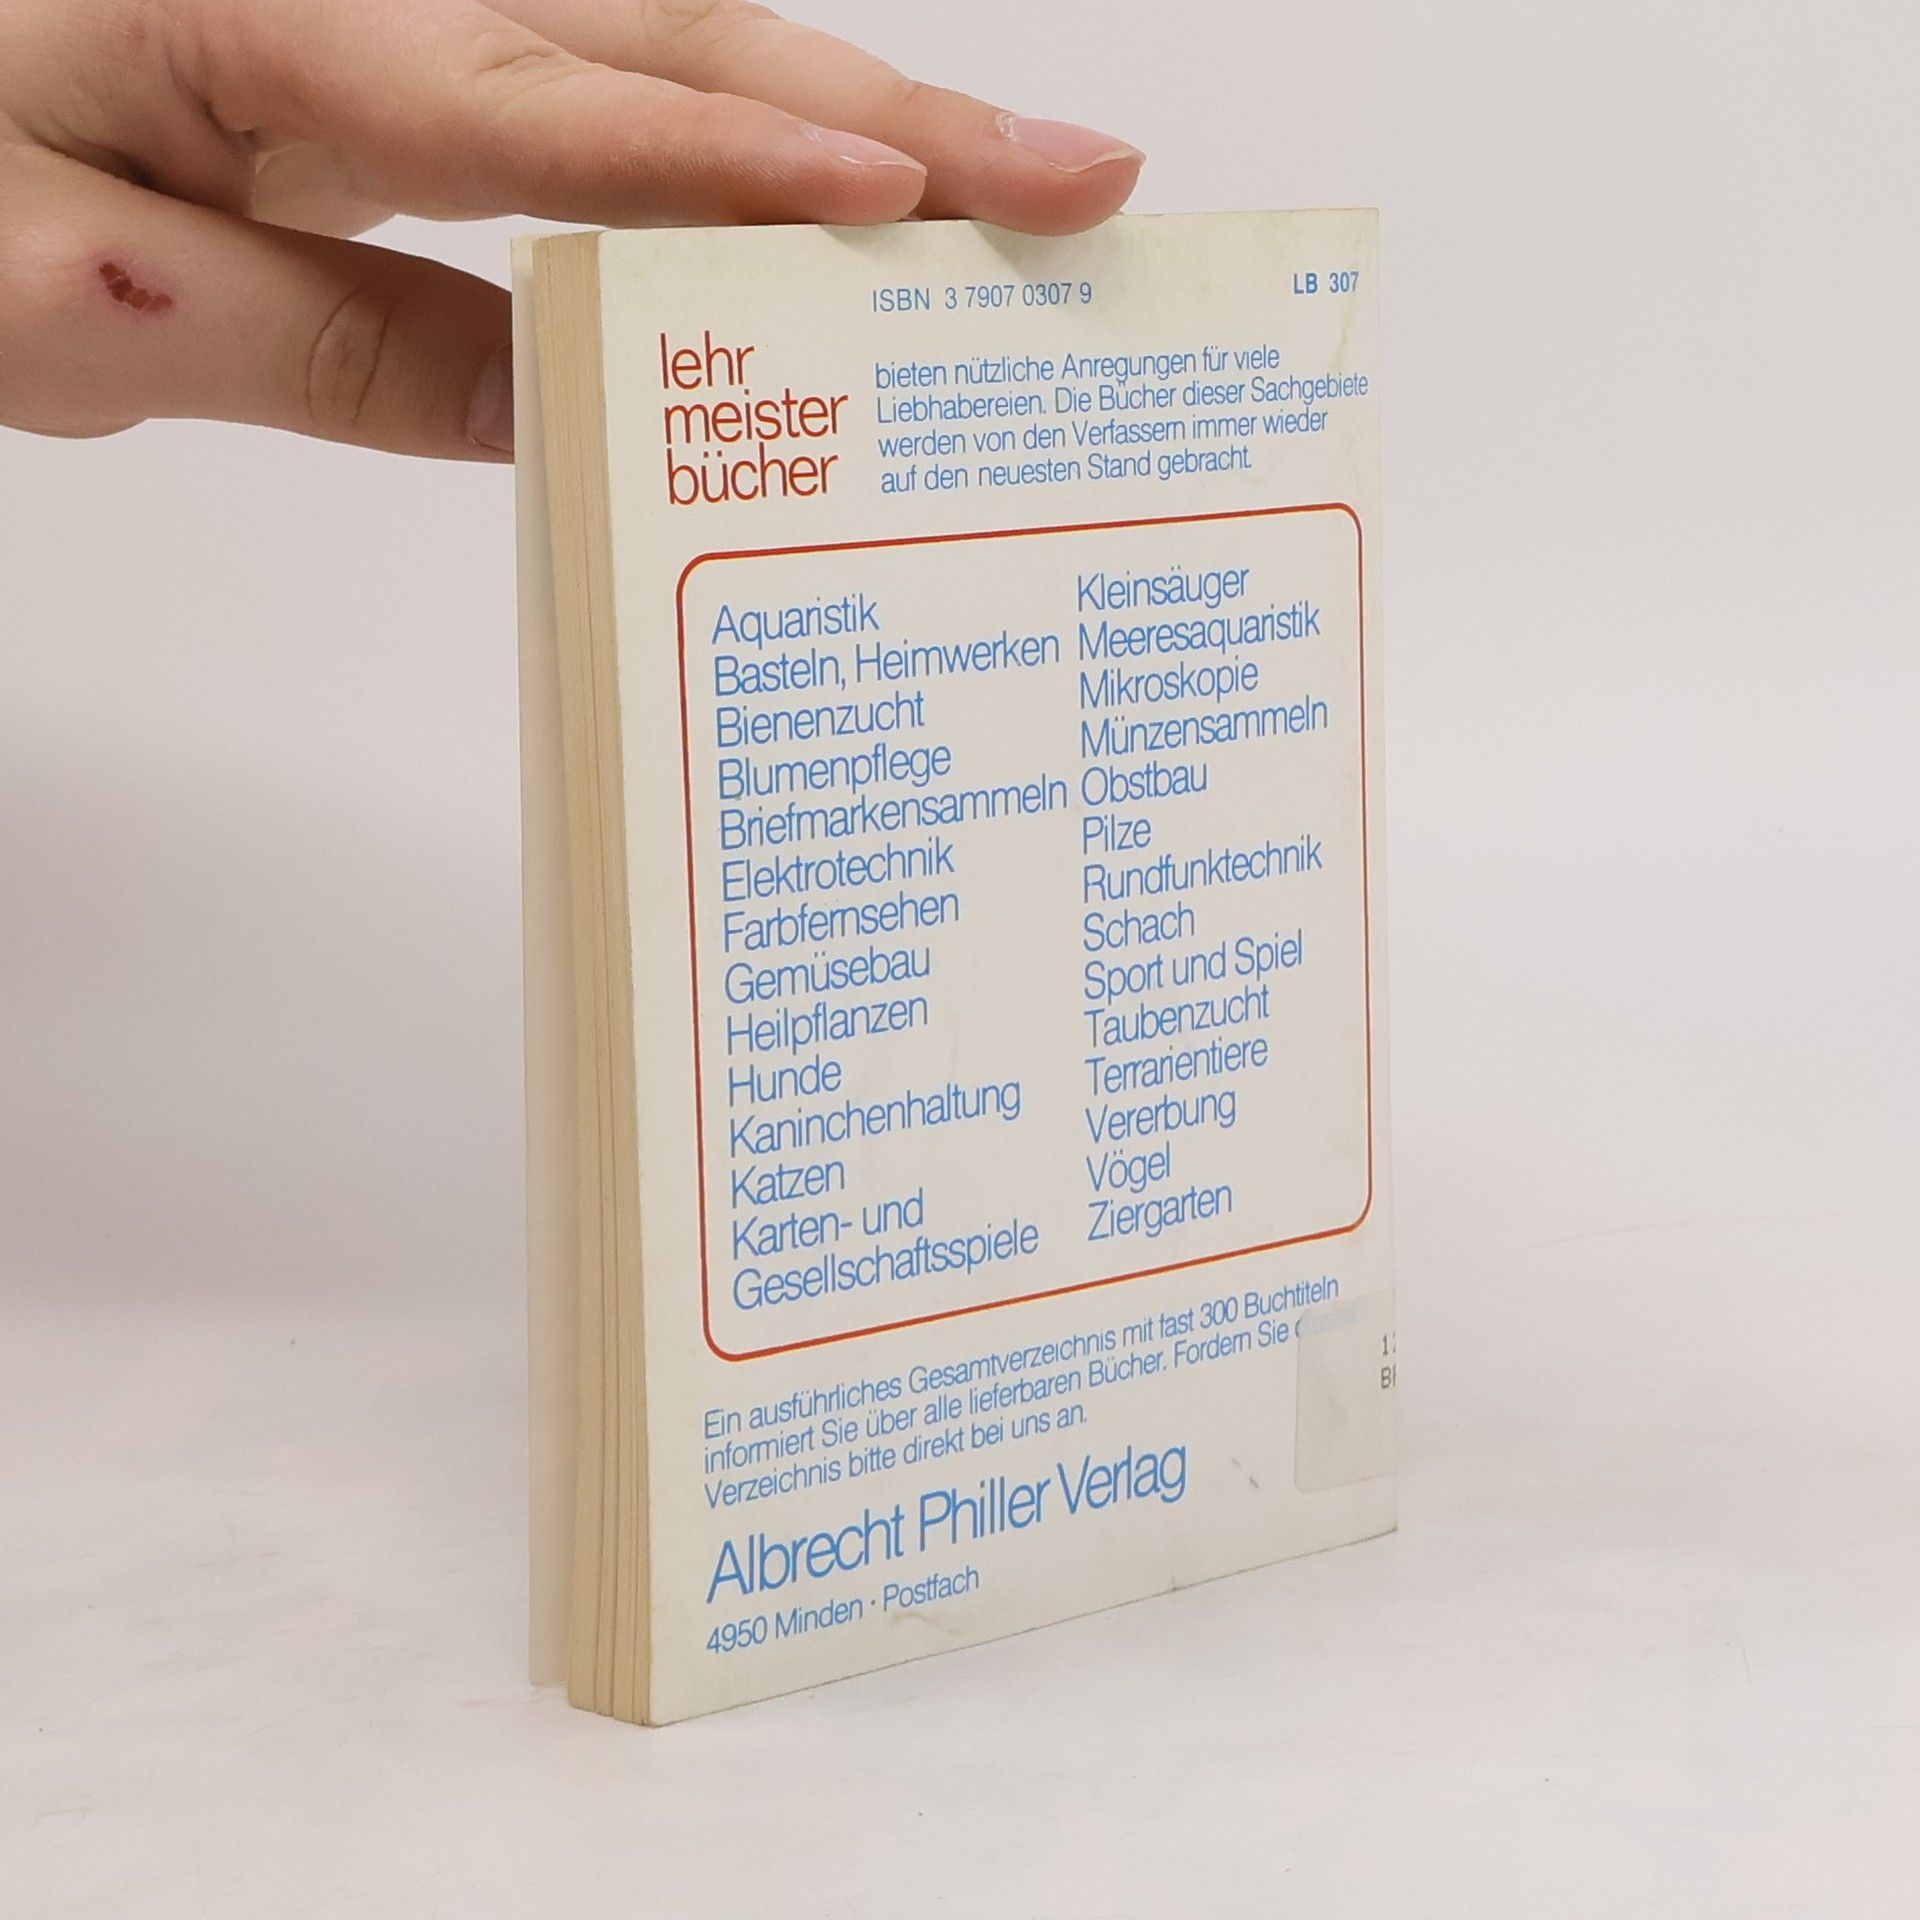 ISBN 3 7907 0307 9
LB 307
lehr
meister
bücher
bieten nützliche Anregungen für viele
Liebhabereien. Die Bücher dieser Sachgebiete
werden von den Verfassern immer wieder
auf den neuesten Stand gebracht.
Aquaristik
Basteln, Heimwerken
Bienenzucht
Blumenpflege
Briefmarkensammeln
Elektrotechnik
Farbfernsehen
Gemüsebau
Heilpflanzen
Hunde
Kaninchenhaltung
Katzen
Karten- und
Gesellschaftsspiele
Kleinsäuger
Meeresaquaristik
Mikroskopie
Münzensammeln
Obstbau
Pilze
Rundfunktechnik
Schach
Sport und Spiel
Taubenzucht
Terrarientiere
Vererbung
Vögel
Ziergarten
Ein ausführliches Gesamtverzeichnis mit fast 300 Buchtiteln
informiert Sie über alle lieferbaren Bücher. Fordern Sie
Verzeichnis bitte direkt bei uns an.
Albrecht Philler Verlag
4950 Minden · Postfach